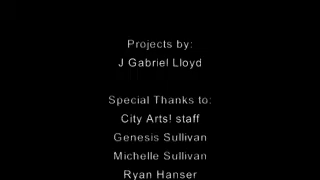 Projects by:
J Gabriel Lloyd
Special Thanks to:
City Arts! staff
Genesis Sullivan
Michelle Sullivan
Ryan Hanser